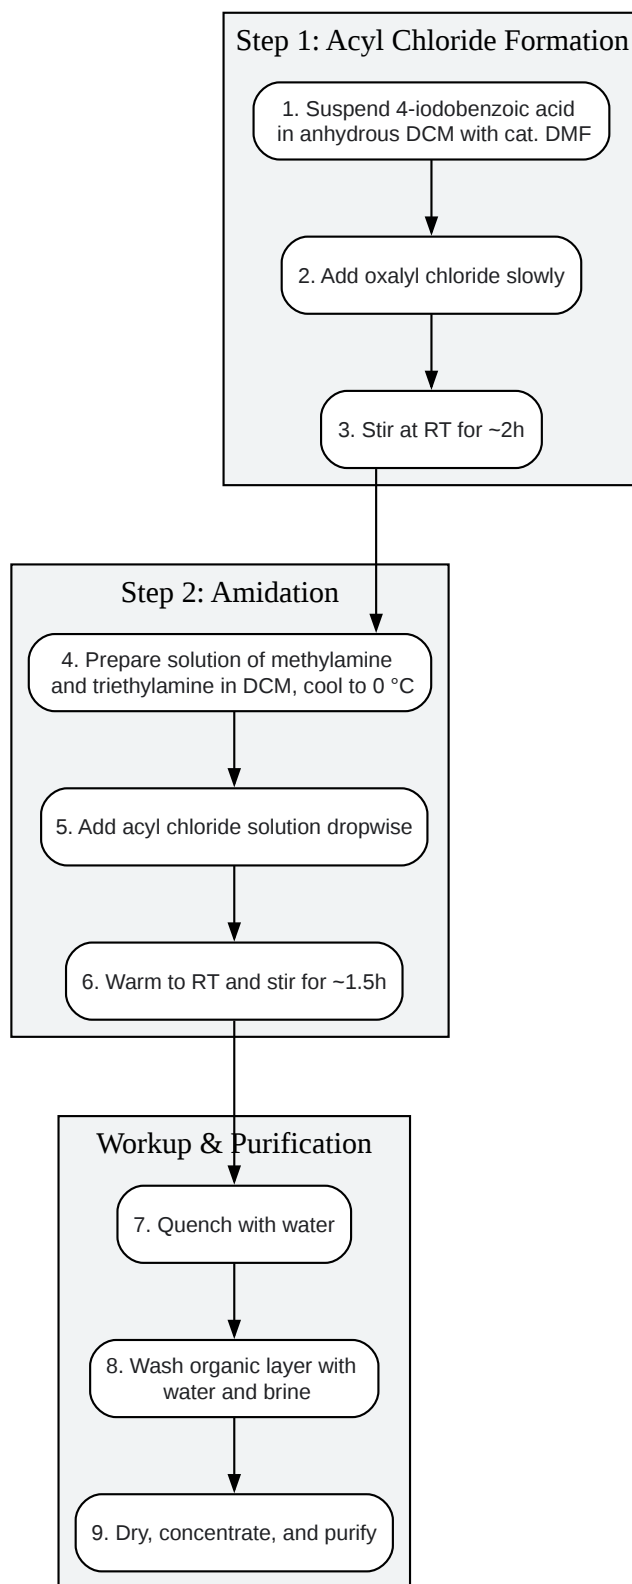 Step 1: Acyl Chloride Formation
1. Suspend 4-iodobenzoic acid
in anhydrous DCM with cat. DMF
2. Add oxalyl chloride slowly
3. Stir at RT for ~2h
Step 2: Amidation
4. Prepare solution of methylamine
and triethylamine in DCM, cool to 0 °C
5. Add acyl chloride solution dropwise
6. Warm to RT and stir for ~1.5h
Workup & Purification
7. Quench with water
8. Wash organic layer with
water and brine
9. Dry, concentrate, and purify